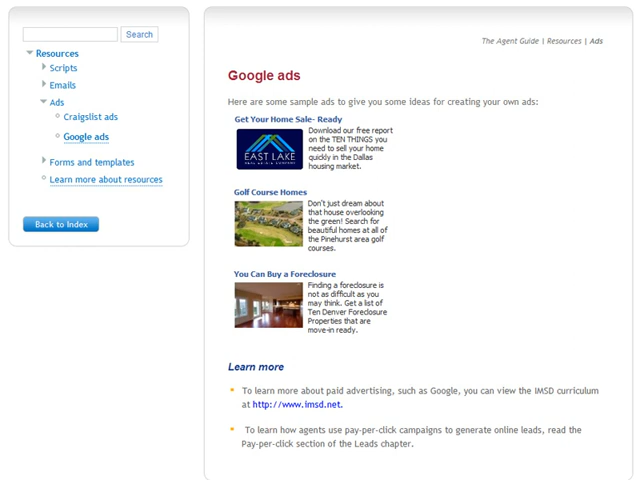 Search
Resources
Scripts
Emails
Ads
Craigslist ads
Google ads
Forms and templates
Learn more about resources
Back to Index
The Agent Guide | Resources | Ads
Google ads
Here are some sample ads to give you some ideas for creating your own ads:
Get Your Home Sale- Ready
EAST LAKE
Download our free report
on the TEN THINGS you
need to sell your home
quickly in the Dallas
housing market.
Golf Course Homes
Don't just dream about
that house overlooking
the green! Search for
beautiful homes at all of
the Pinehurst area golf
courses.
You Can Buy a Foreclosure
Finding a foreclosure is
not as difficult as you
may think. Get a list of
Ten Denver Foreclosure
Properties that are
move-in ready.
Learn more
To learn more about paid advertising, such as Google, you can view the IMSD curriculum
at http://www.imsd.net.
To learn how agents use pay-per-click campaigns to generate online leads, read the
Pay-per-click section of the Leads chapter.